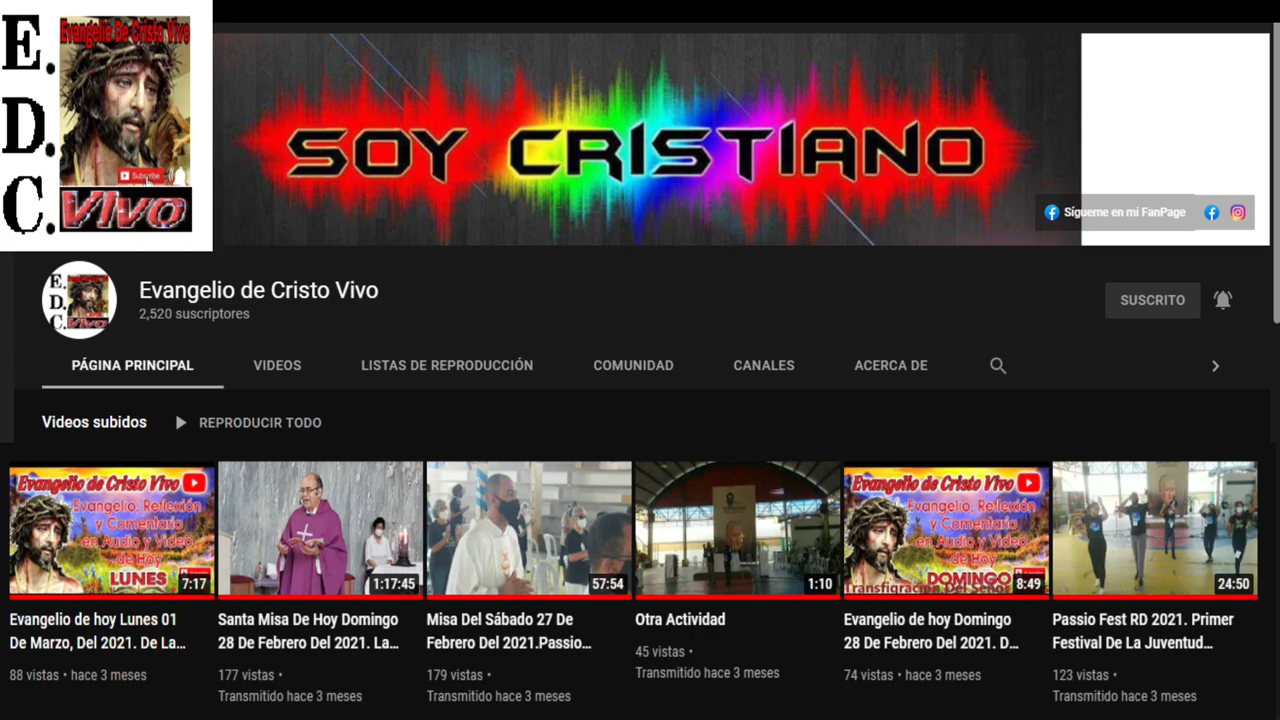 E.
D.
C.
Evangelio De Cristo Vivo
Subscribe
Vivo
SOY CRISTIANO
Sígueme en mi FanPage
E.
D.
C.
Vivo
Evangelio de Cristo Vivo
2,520 suscriptores
SUSCRITO
PÁGINA PRINCIPAL
VIDEOS
LISTAS DE REPRODUCCIÓN
COMUNIDAD
CANALES
ACERCA DE
Videos subidos
REPRODUCIR TODO
Evangelio de Cristo Vivo
Evangelio, Reflexión
y Comentario
en Audio y Video
de Hoy
LUNES
7:17
1:17:45
57:54
1:10
Evangelio de Cristo Vivo
Evangelio, Reflexión
y Comentario
en Audio y Video
de Hoy
DOMINGO
Transfigracion Del Señor
8:49
24:50
Evangelio de hoy Lunes 01
De Marzo, Del 2021. De La...
88 vistas • hace 3 meses
Santa Misa De Hoy Domingo
28 De Febrero Del 2021. La...
177 vistas •
Transmitido hace 3 meses
Misa Del Sábado 27 De
Febrero Del 2021.Passio...
179 vistas •
Transmitido hace 3 meses
Otra Actividad
45 vistas •
Transmitido hace 3 meses
Evangelio de hoy Domingo
28 De Febrero Del 2021. D...
74 vistas • hace 3 meses
Passio Fest RD 2021. Primer
Festival De La Juventud...
123 vistas •
Transmitido hace 3 meses